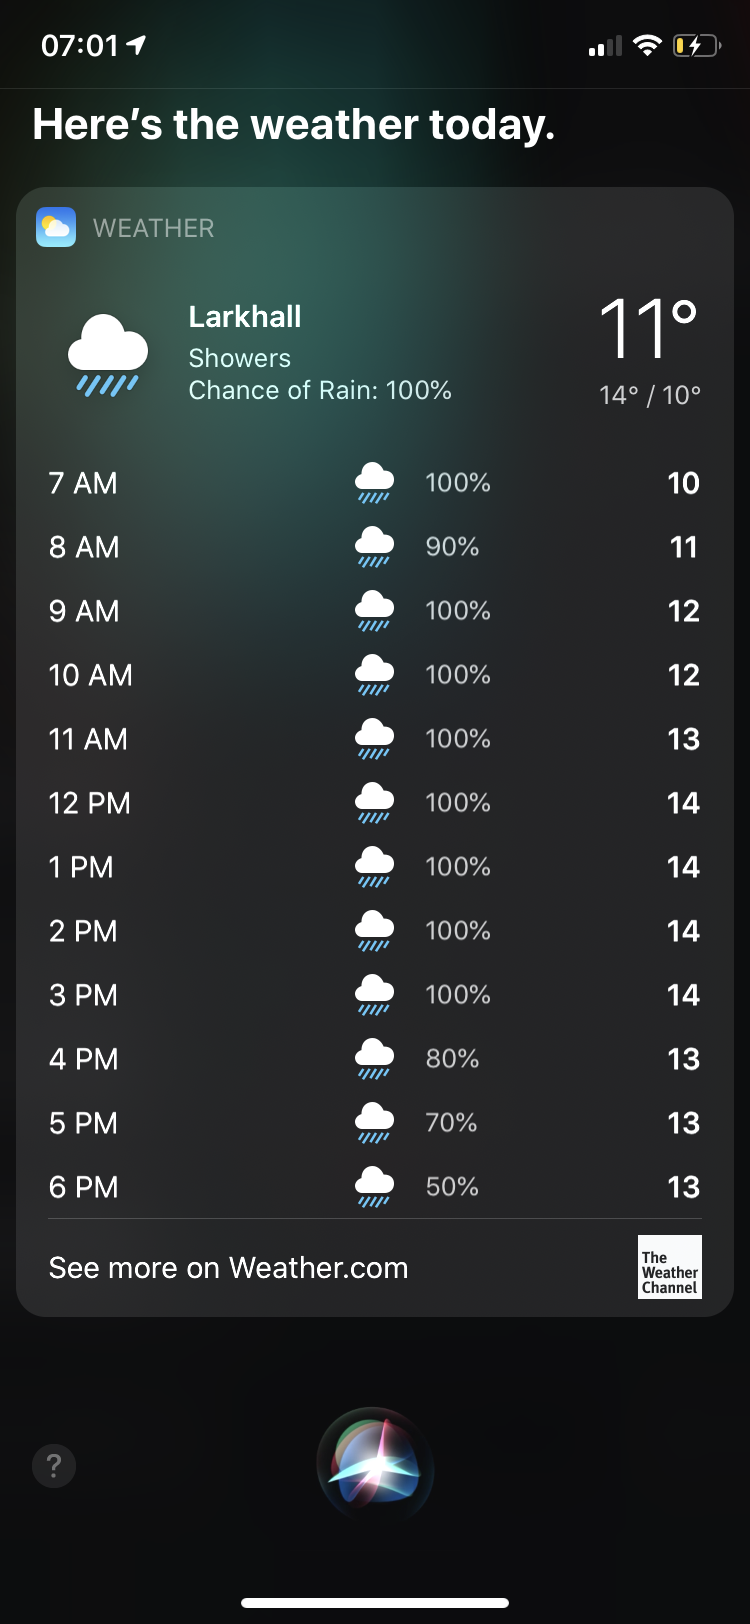 07:01
Here's the weather today.
WEATHER
Larkhall
Showers
Chance of Rain: 100%
11°
14° / 10°
7 AM 100% 10
8 AM 90% 11
9 AM 100% 12
10 AM 100% 12
11 AM 100% 13
12 PM 100% 14
1 PM 100% 14
2 PM 100% 14
3 PM 100% 14
4 PM 80% 13
5 PM 70% 13
6 PM 50% 13
See more on Weather.com
The
Weather
Channel
?